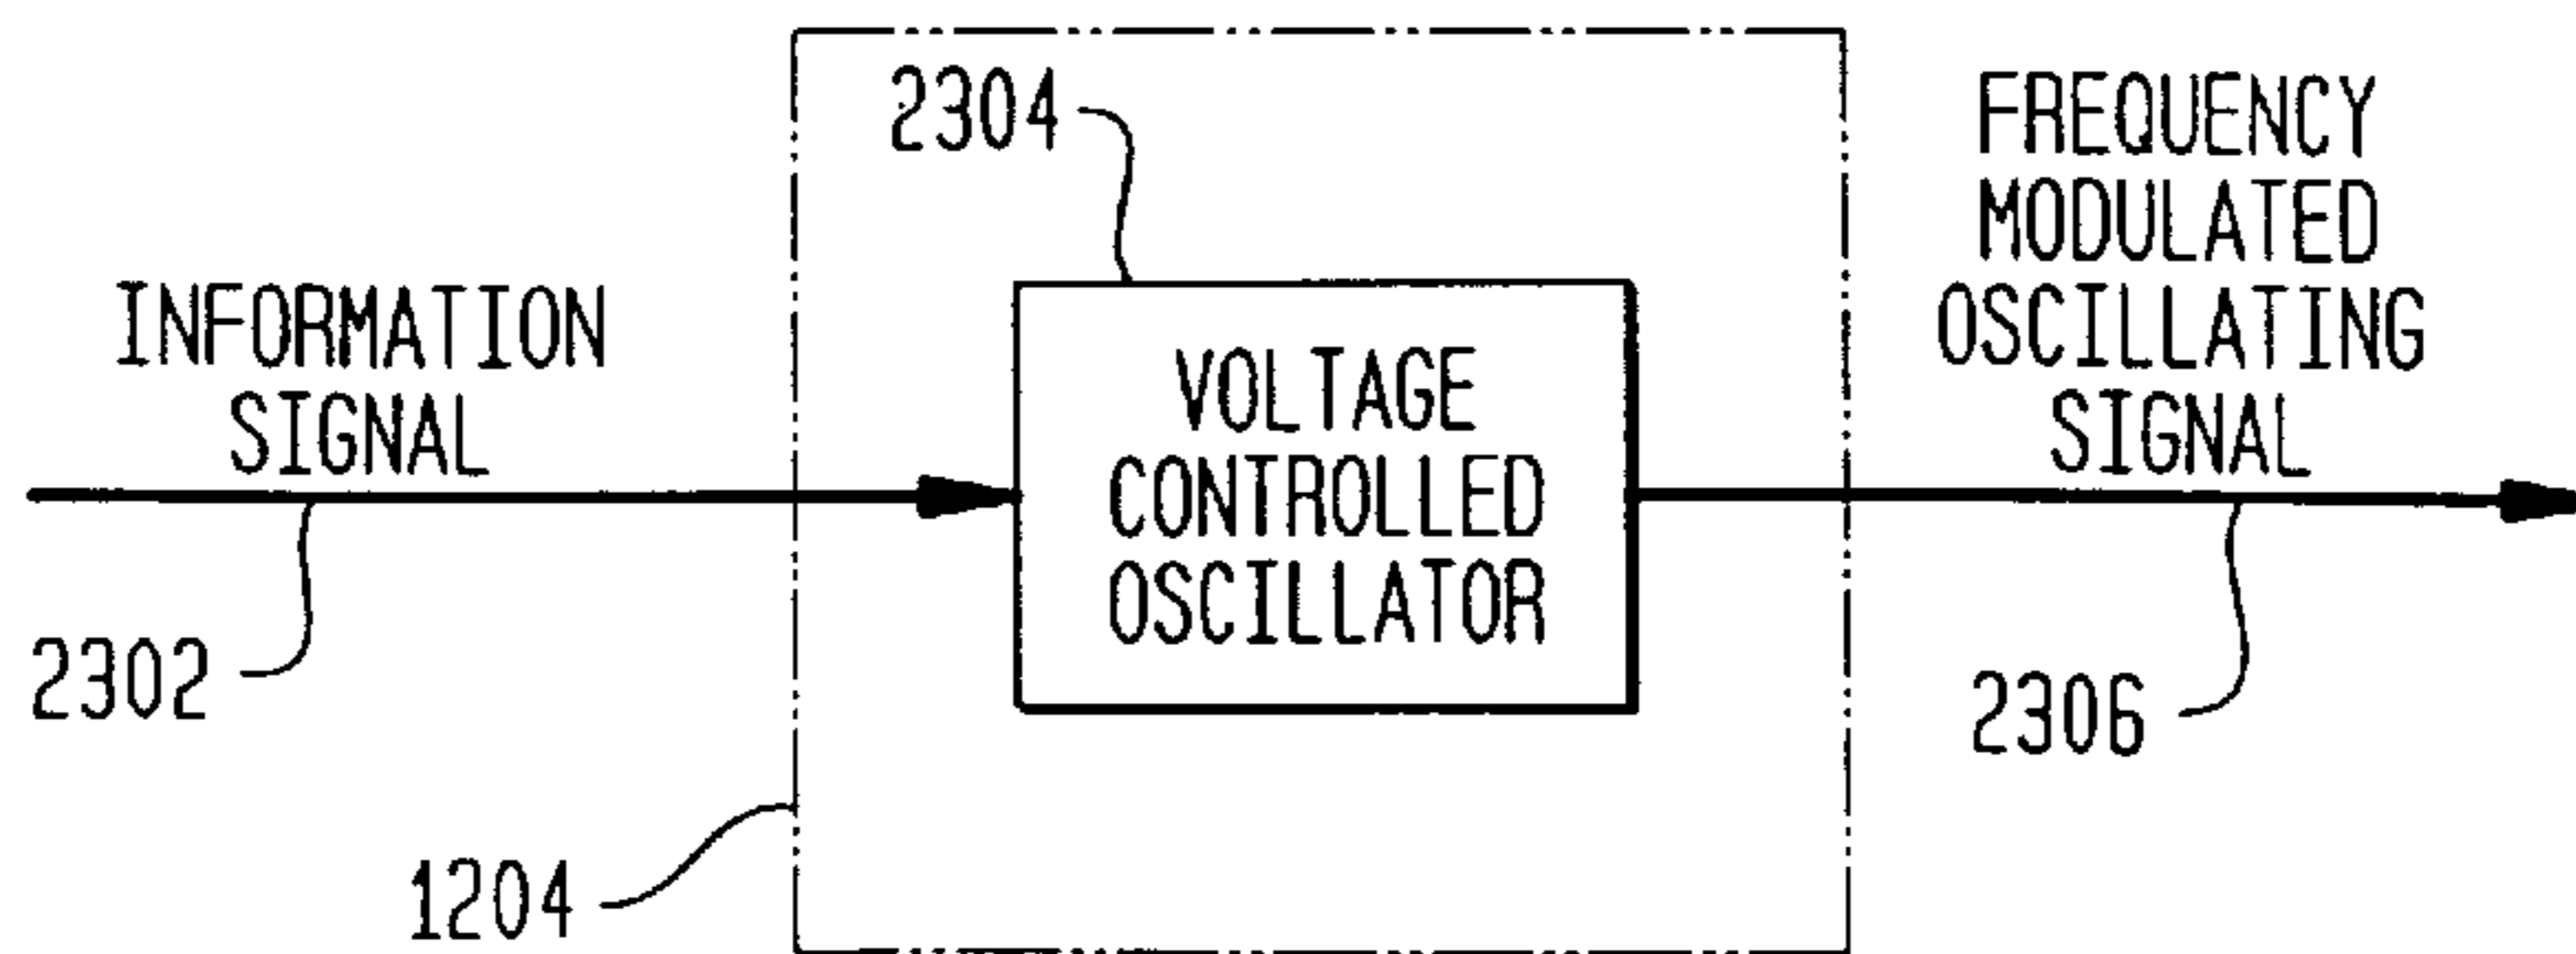 2304
FREQUENCY
MODULATED
OSCILLATING
SIGNAL
INFORMATION
SIGNAL
VOLTAGE
CONTROLLED
OSCILLATOR
2302
2306
1204